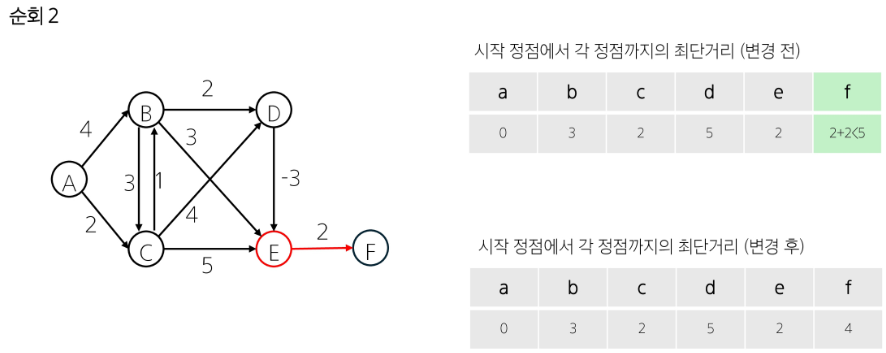 순회 2
시작 정점에서 각 정점까지의 최단거리 (변경 전)
a b c d e f
0 3 2 5 2 2+2<5
B 2 D
4 3
A 3 1 -3
2 4 2
C 5 E F
시작 정점에서 각 정점까지의 최단거리 (변경 후)
a b c d e f
0 3 2 5 2 4